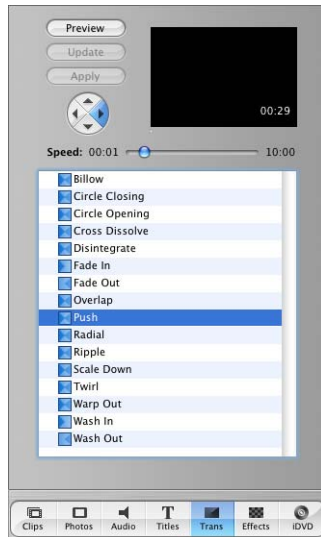 Preview
Update
Apply
00:29
Speed: 00:01 10:00
Billow
Circle Closing
Circle Opening
Cross Dissolve
Disintegrate
Fade In
Fade Out
Overlap
Push
Radial
Ripple
Scale Down
Twirl
Warp Out
Wash In
Wash Out
Clips Photos Audio Titles Trans Effects iDVD